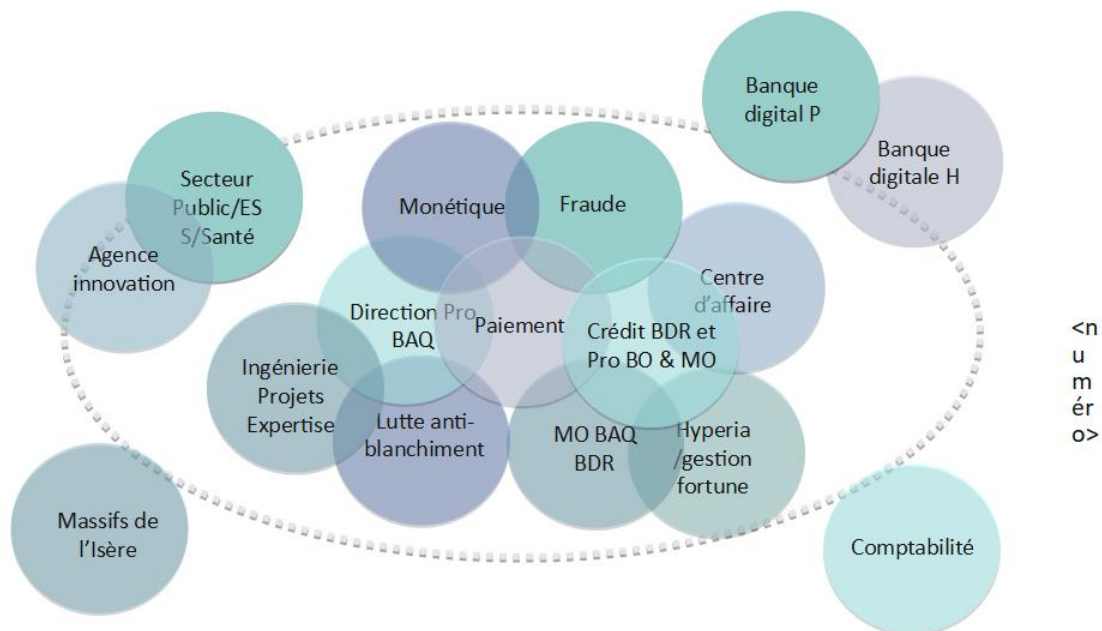 Banque
digital P
Banque
digitale H
Secteur
Public/ES
S/Santé
Agence
innovation
Monétique
Fraude
Centre
d'affaire
Direction Pro
BAQ
Paiement
Crédit BDR et
Pro BO & MO
Ingénierie
Projets
Expertise
Lutte anti-
blanchiment
MO BAQ
BDR
Hyperia
/gestion
fortune
Massifs de
l'Isère
Comptabilité
<n
u
m
ér
o>